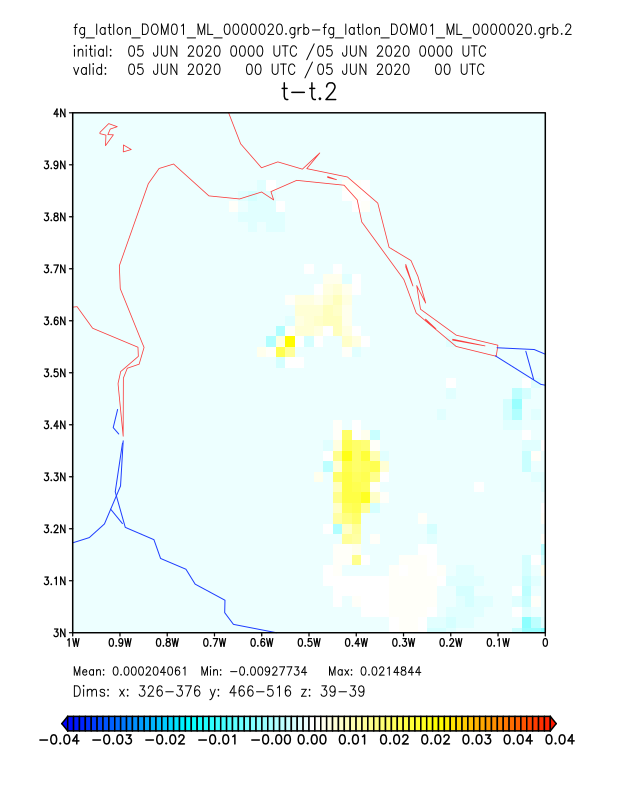 fg_latlon_DOM01_ML_0000020.grb-fg_latlon_DOM01_ML_0000020.grb.2
initial: 05 JUN 2020 0000 UTC /05 JUN 2020 0000 UTC
valid: 05 JUN 2020 00 UTC /05 JUN 2020 00 UTC
t-t.2
4N
3.9N
3.8N
3.7N
3.6N
3.5N
3.4N
3.3N
3.2N
3.1N
3N
1W 0.9W 0.8W 0.7W 0.6W 0.5W 0.4W 0.3W 0.2W 0.1W 0
Mean: 0.000204061 Min: -0.00927734 Max: 0.0214844
Dims: x: 326-376 y: 466-516 z: 39-39
-0.04 -0.03 -0.02 -0.01 -0.00 0.00 0.01 0.02 0.02 0.03 0.04 0.04